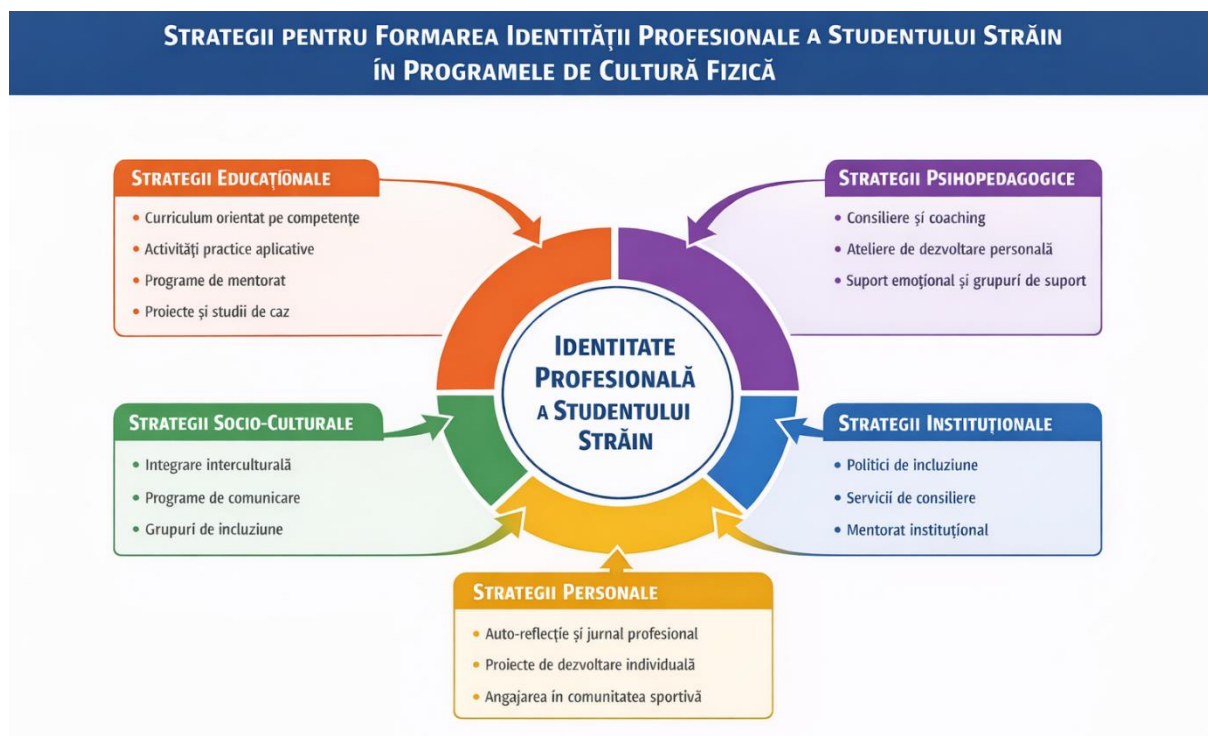 STRATEGII PENTRU FORMAREA IDENTITĂȚII PROFESIONALE A STUDENTULUI STRĂIN
ÍN PROGRAMELE DE CULTURĂ FIZICĂ
STRATEGII EDUCAȚIONALE
• Curriculum orientat pe competențe
• Activități practice aplicative
• Programe de mentorat
• Proiecte și studii de caz
STRATEGII PSIHOPEDAGOGICE
• Consiliere și coaching
• Ateliere de dezvoltare personală
• Suport emoțional și grupuri de suport
IDENTITATE
PROFESIONALĂ
A STUDENTULUI
STRĂIN
STRATEGII SOCIO-CULTURALE
• Integrare interculturală
• Programe de comunicare
• Grupuri de incluziune
STRATEGII INSTITUȚIONALE
• Politici de incluziune
• Servicii de consiliere
• Mentorat instituțional
STRATEGII PERSONALE
• Auto-reflecție și jurnal profesional
• Proiecte de dezvoltare individuală
• Angajarea ín comunitatea sportivă